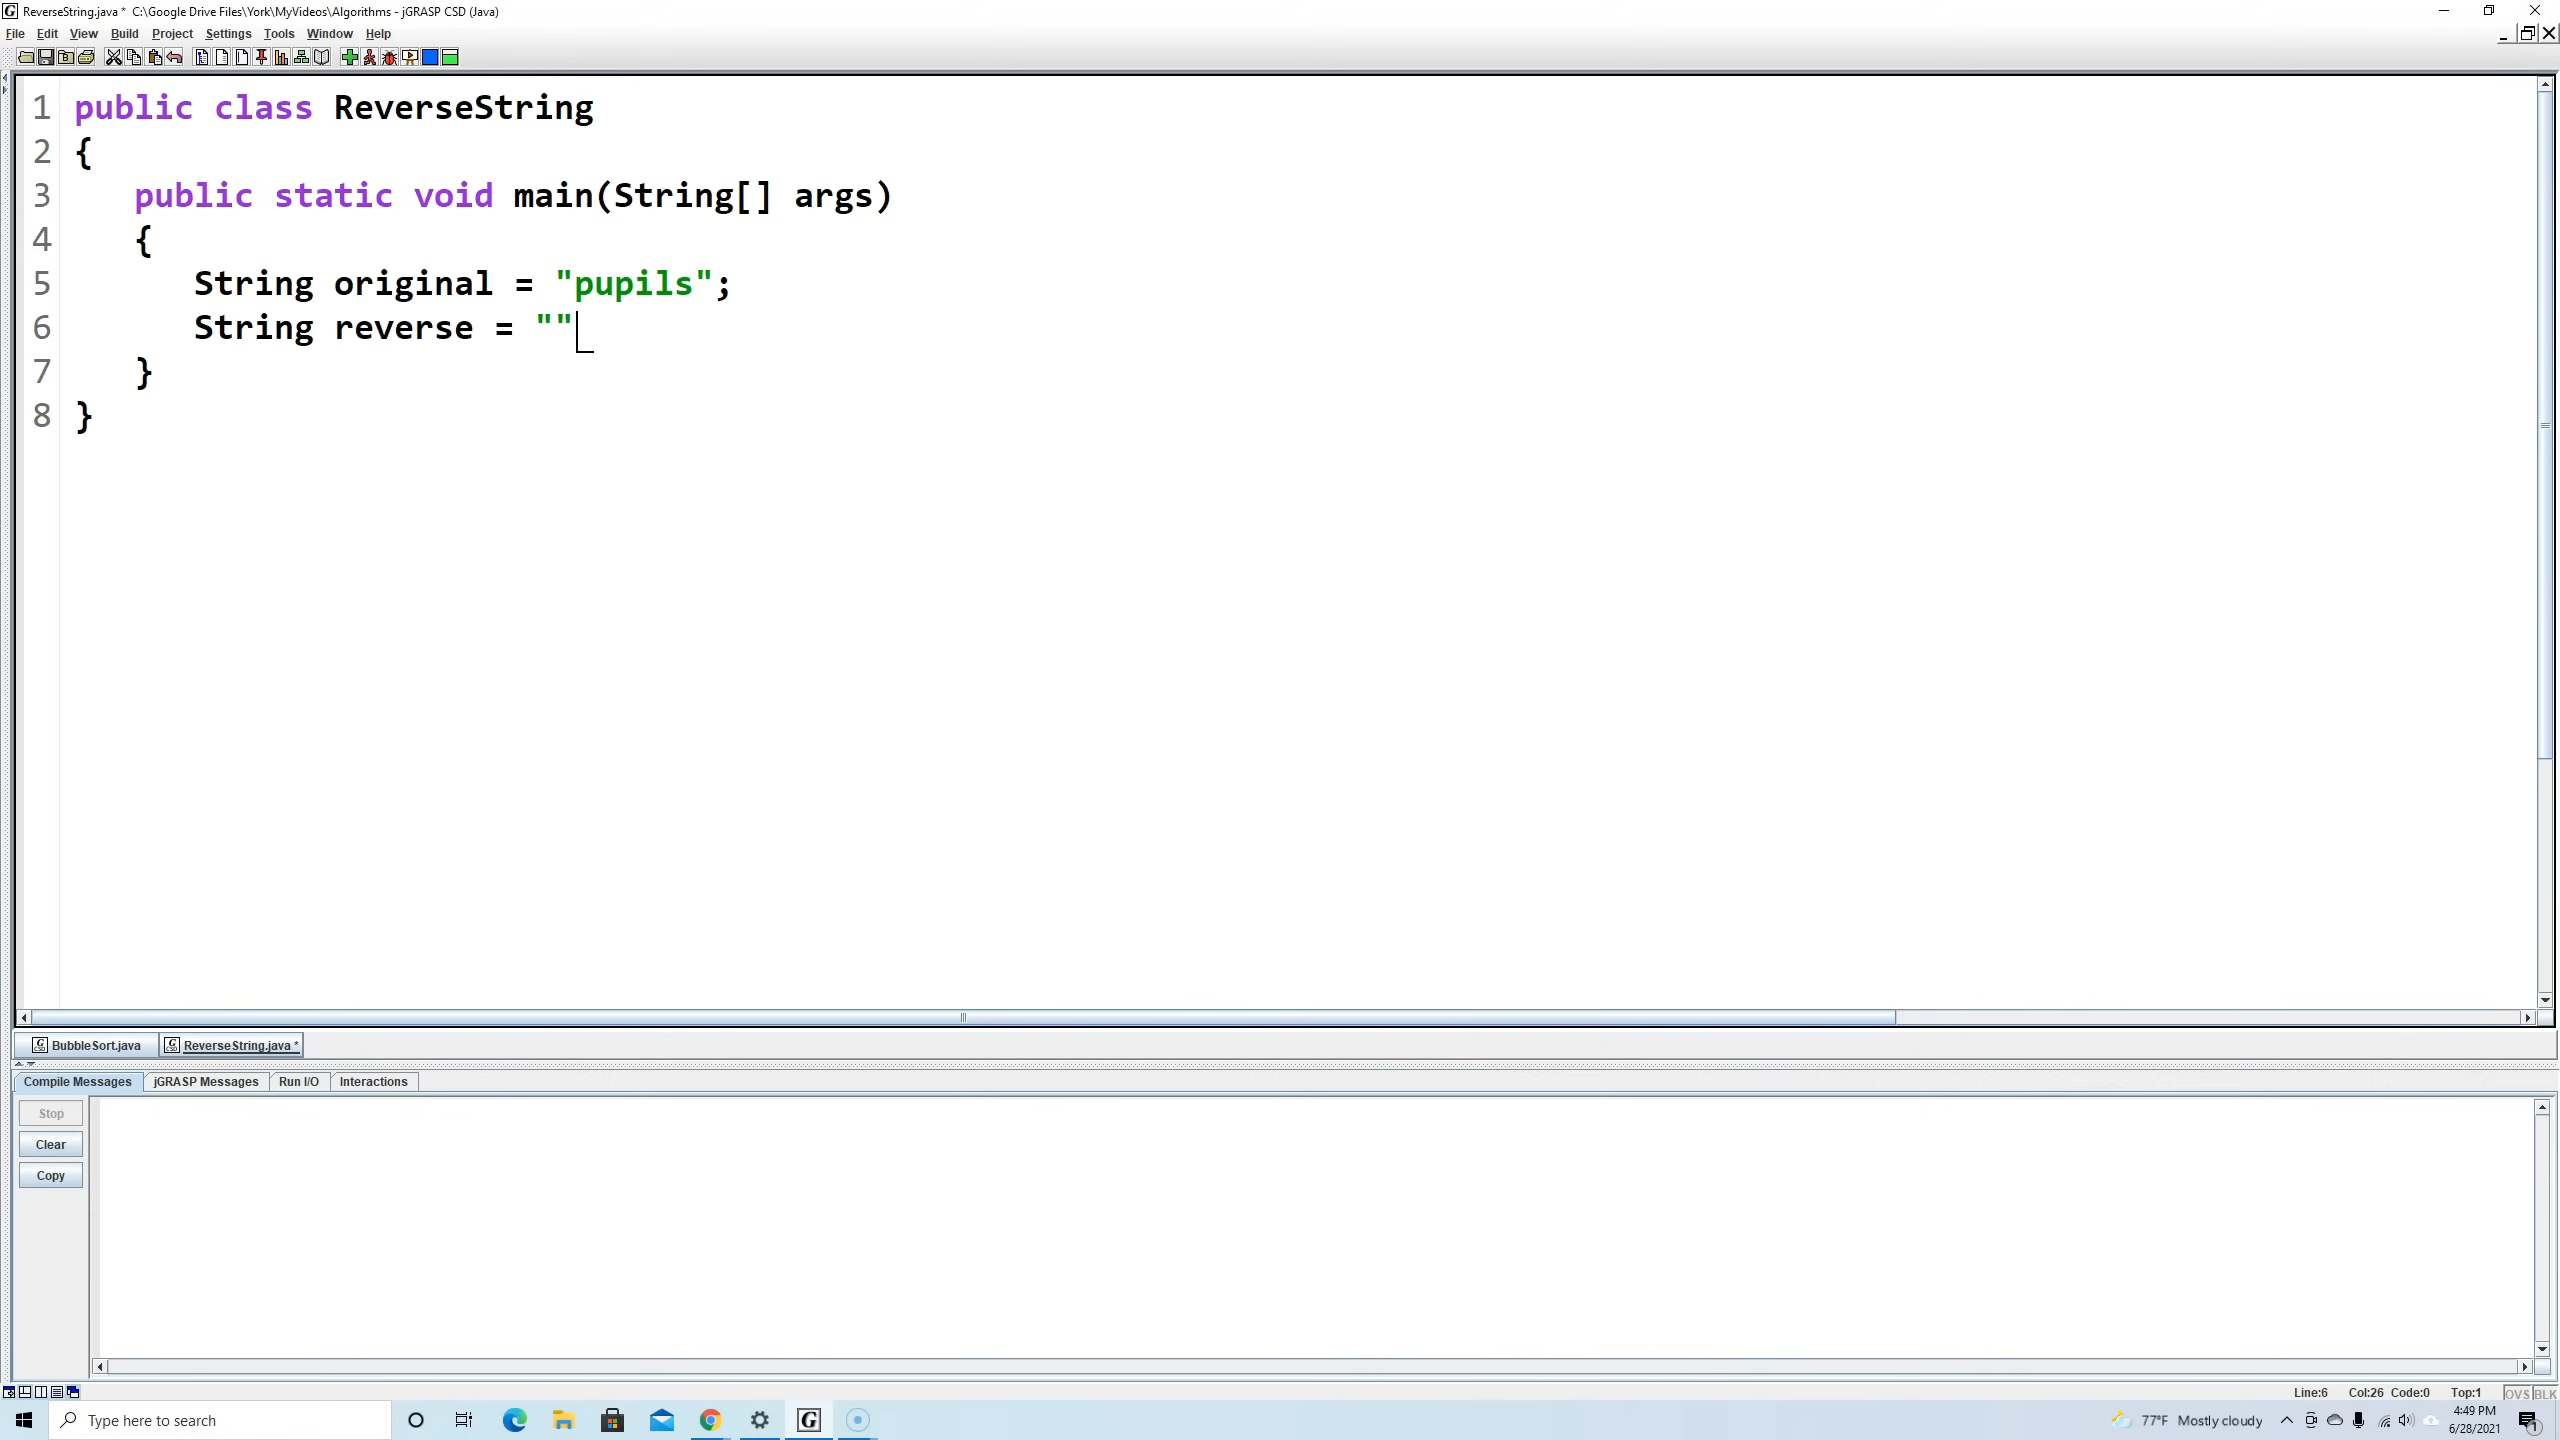 G ReverseString.java * C:\Google Drive Files\York\MyVideos\Algorithms - jGRASP CSD (Java)
File Edit View Build Project Settings Tools Window Help
1 public class ReverseString
2 {
3 public static void main(String[] args)
4 {
5 String original = "pupils";
6 String reverse = ""
7 }
8 }
BubbleSort.java ReverseString.java *
Compile Messages jGRASP Messages Run I/O Interactions
Stop
Clear
Copy
Line:6 Col:26 Code:0 Top:1 OVS BLK
Type here to search
G
77°F Mostly cloudy
4:49 PM
6/28/2021
1